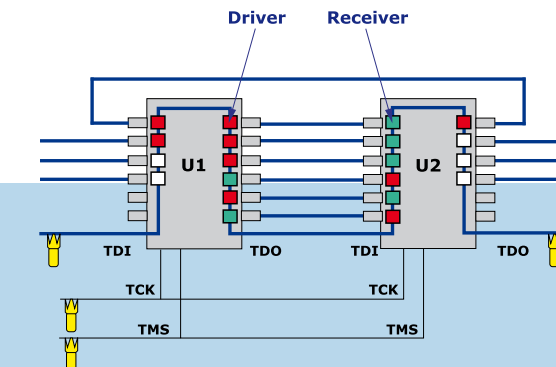 Driver
Receiver
U1
U2
TDI
TDO
TDI
TDO
TCK
TCK
TMS
TMS